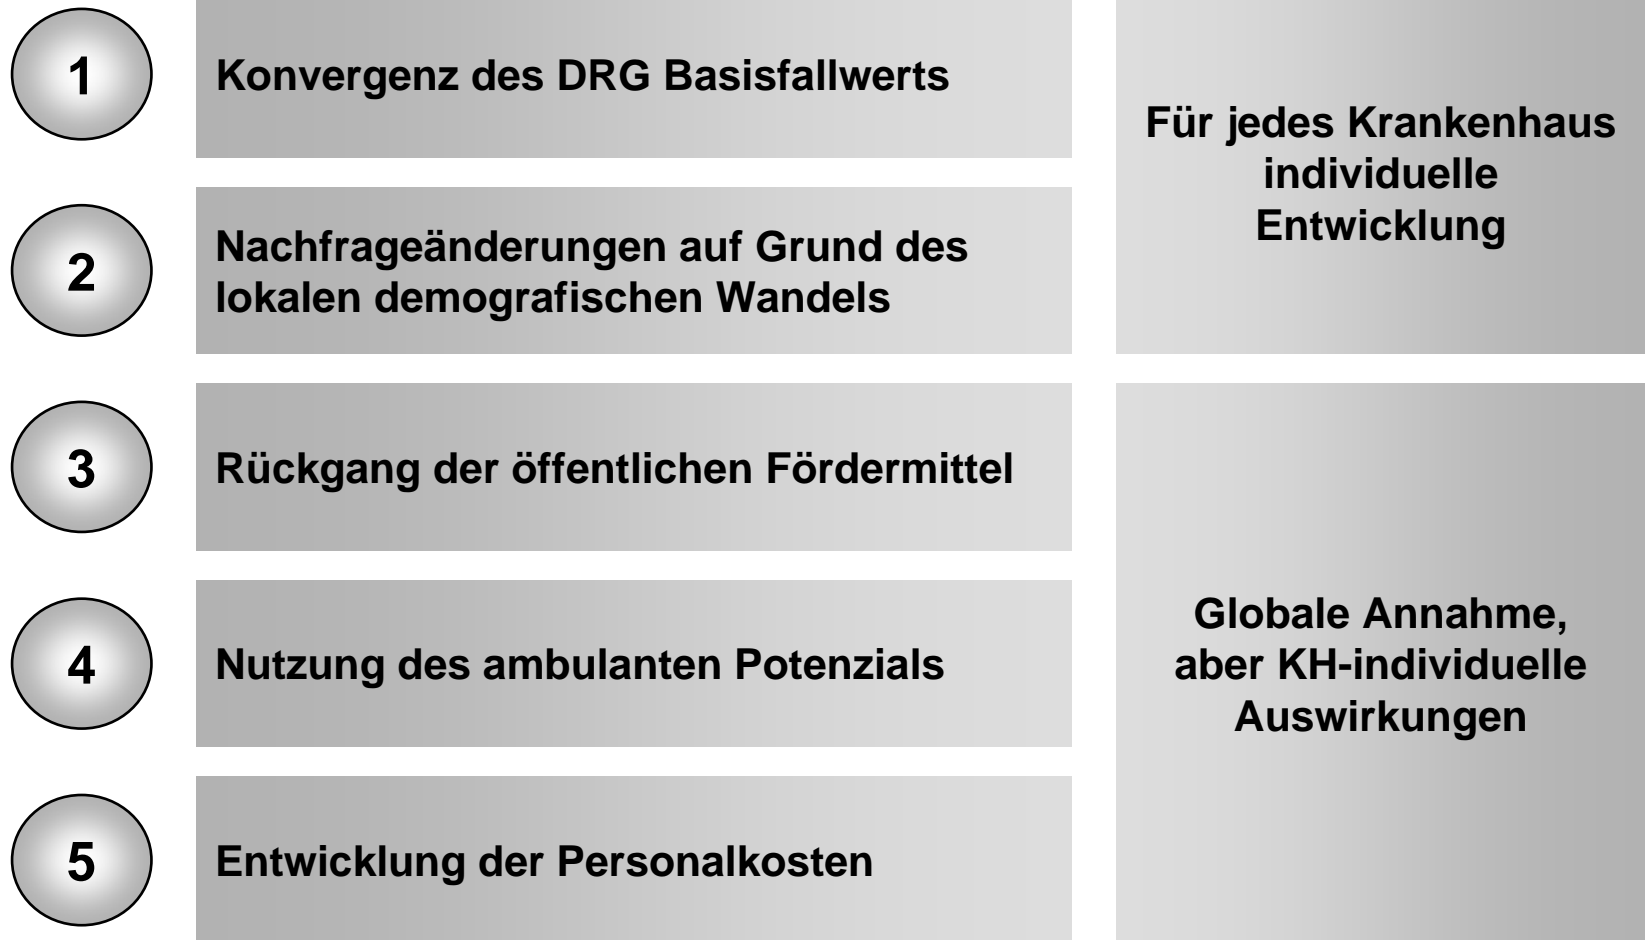 1
Konvergenz des DRG Basisfallwerts
2
Nachfrageänderungen auf Grund des
lokalen demografischen Wandels
Für jedes Krankenhaus
individuelle
Entwicklung
3
Rückgang der öffentlichen Fördermittel
4
Nutzung des ambulanten Potenzials
5
Entwicklung der Personalkosten
Globale Annahme,
aber KH-individuelle
Auswirkungen